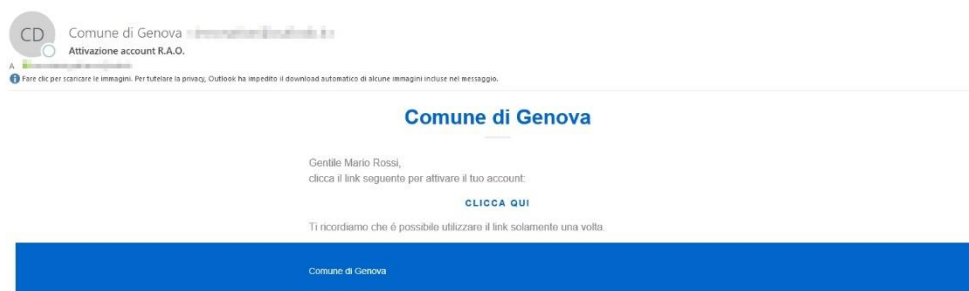 CD
Comune di Genova
Attivazione account R.A.O.
A
Fare clic per scaricare le immagini. Per tutelare la privacy, Outlook ha impedito il download automatico di alcune immagini incluse nel messaggio.
Comune di Genova
Gentile Mario Rossi,
clicca il link seguente per attivare il tuo account:
CLICCA QUI
Ti ricordiamo che é possibile utilizzare il link solamente una volta.
Comune di Genova